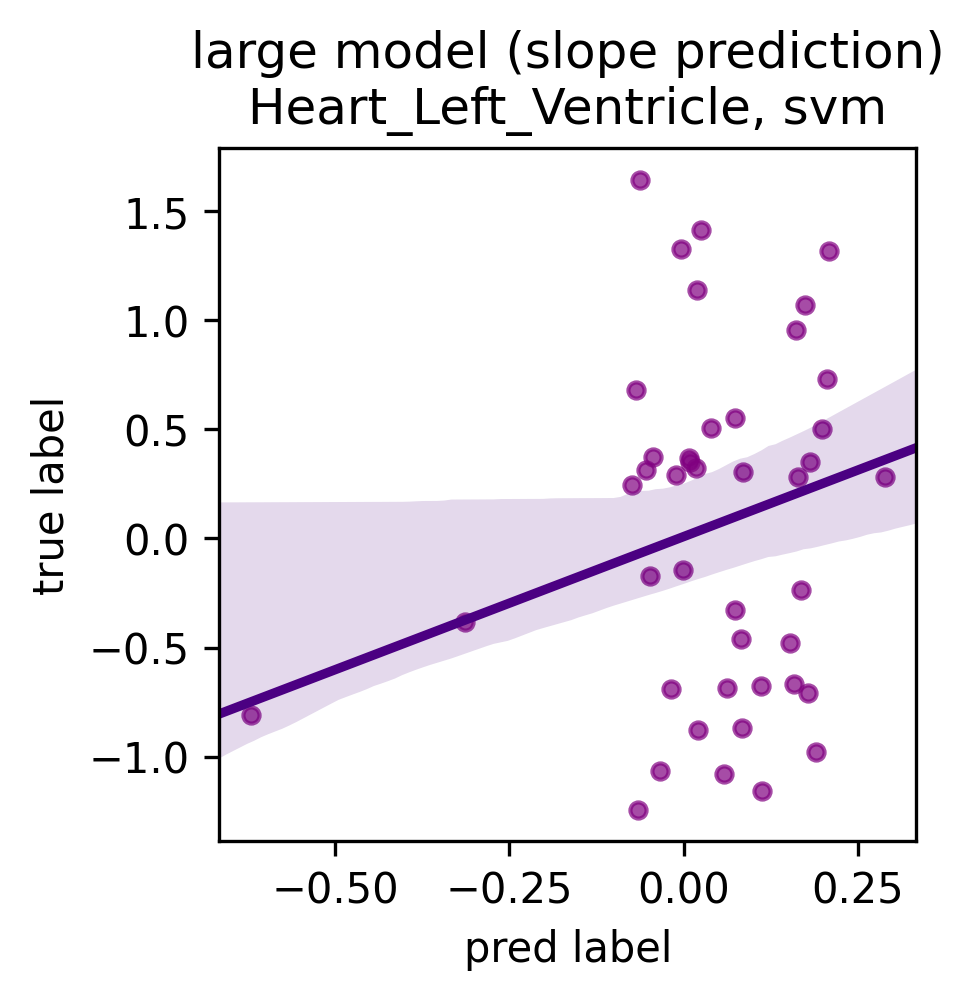 large model (slope prediction)
Heart_Left_Ventricle, svm
1.5
1.0
0.5
0.0
−0.5
−1.0
true label
−0.50
−0.25
0.00
0.25
pred label